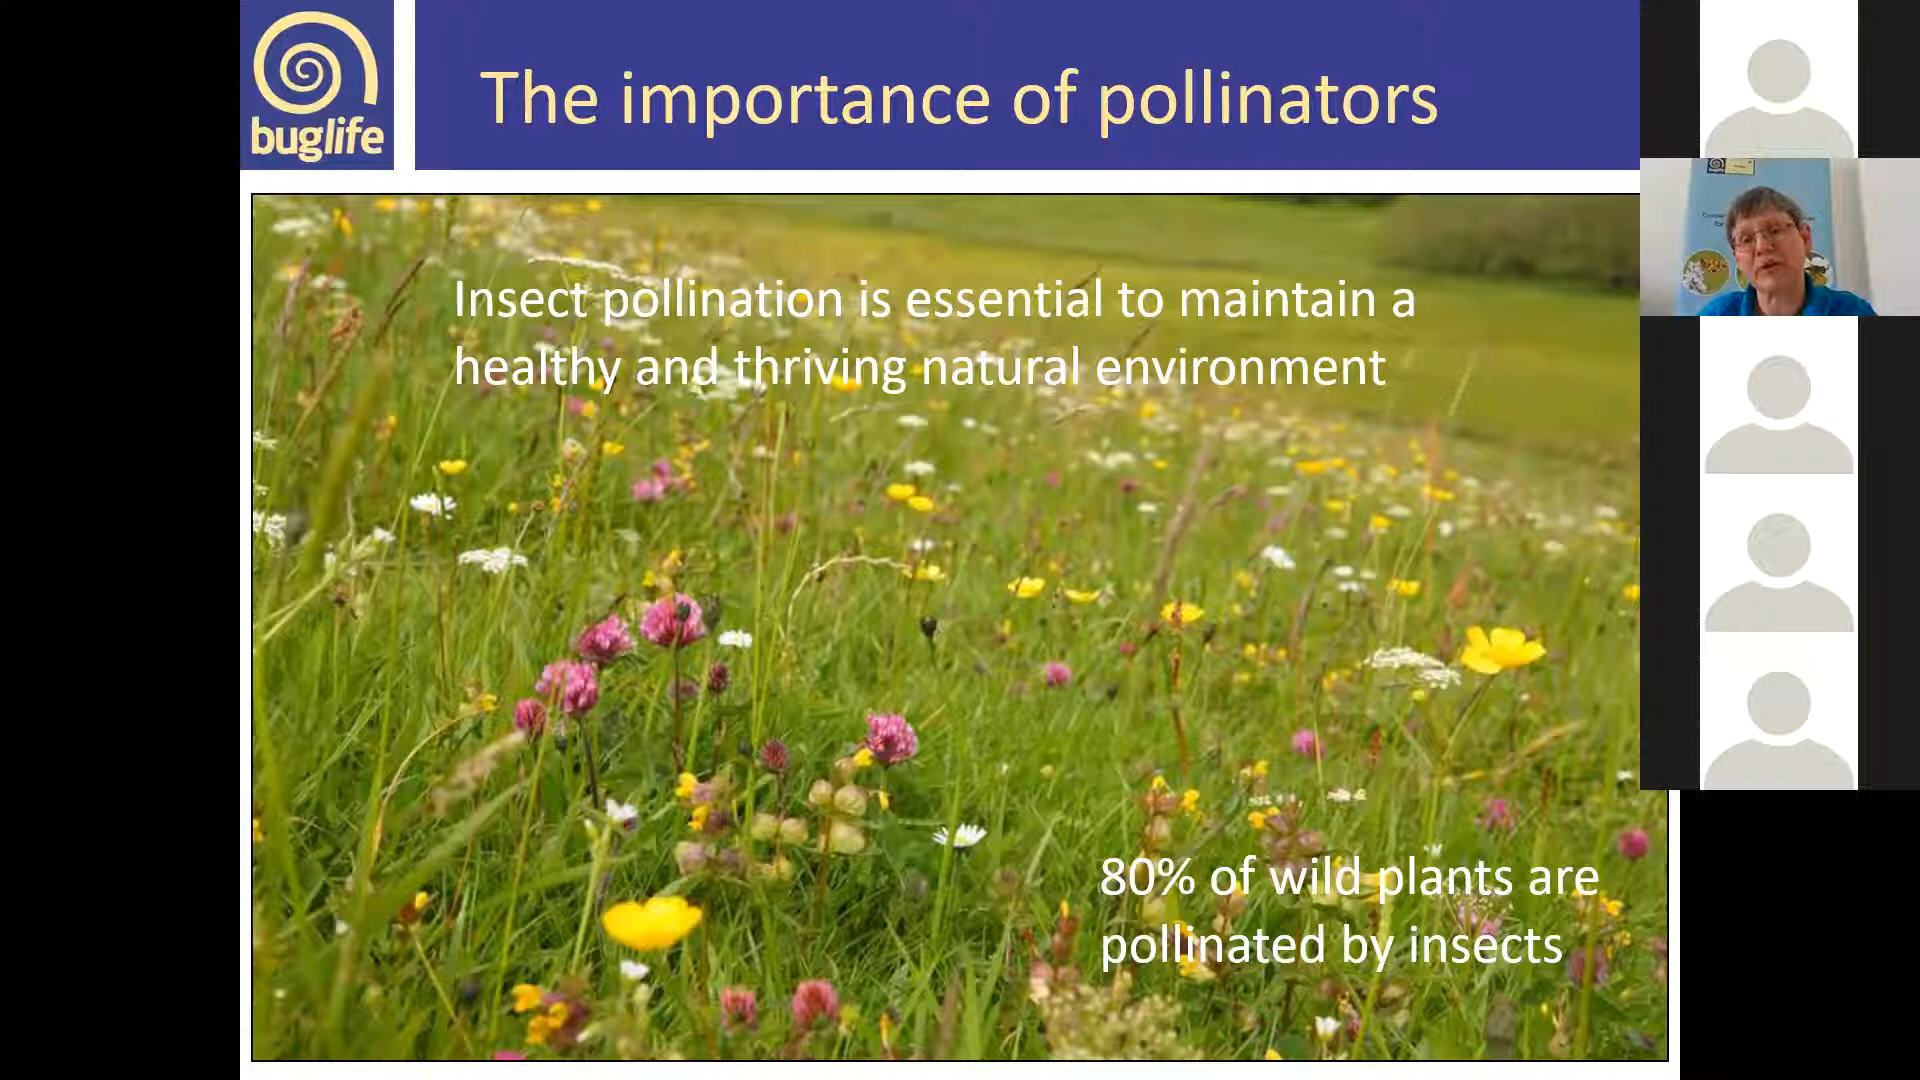 buglife
The importance of pollinators
Insect pollination is essential to maintain a
healthy and thriving natural environment
80% of wild plants are
pollinated by insects